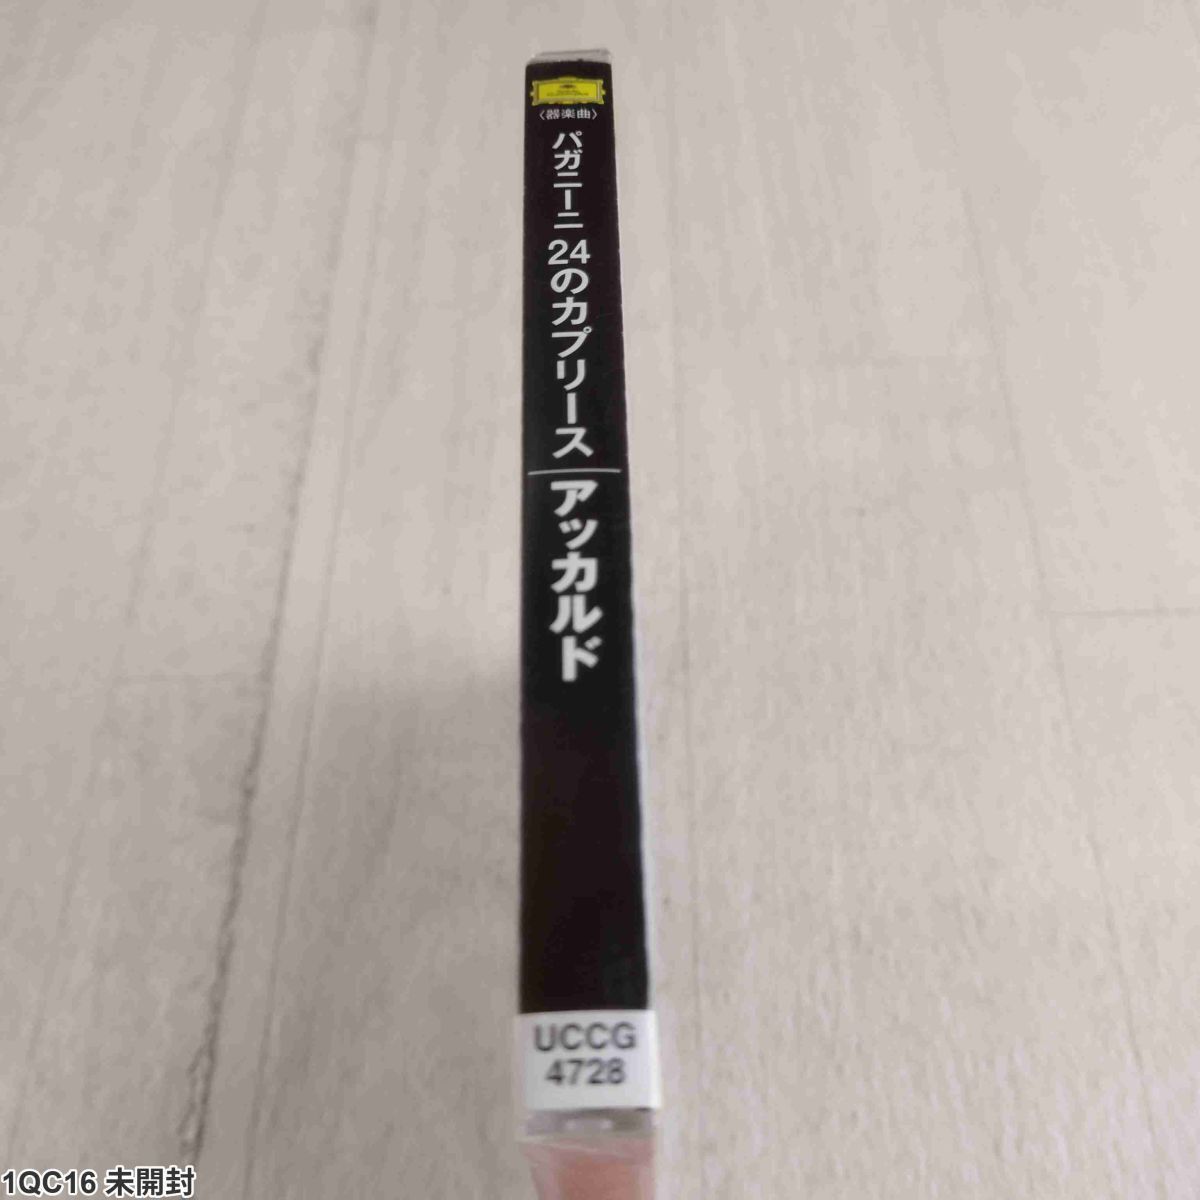 〈器楽曲〉
パガニーニ 24のカプリース
アッカルド
UCCG
4728
1QC16 未開封